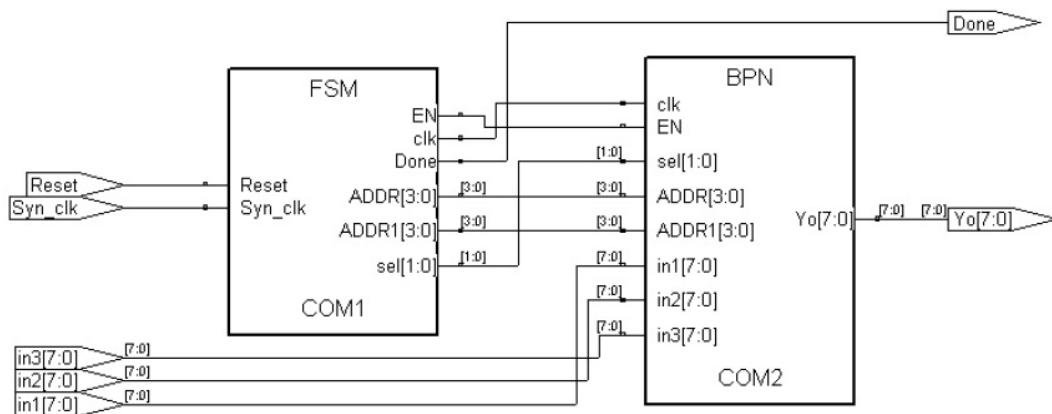 Done
FSM
EN
clk
Done
ADDR[3:0]
ADDR1[3:0]
sel[1:0]
Reset
Syn_clk
COM1
Reset
Syn_clk
[3:0]
[3:0]
[1:0]
[1:0]
[3:0]
[3:0]
[7:0]
[7:0]
[7:0]
BPN
clk
EN
sel[1:0]
ADDR[3:0]
ADDR1[3:0]
in1[7:0]
in2[7:0]
in3[7:0]
Yo[7:0]
COM2
[7:0]
[7:0]
Yo[7:0]
in3[7:0]
[7:0]
in2[7:0]
[7:0]
in1[7:0]
[7:0]